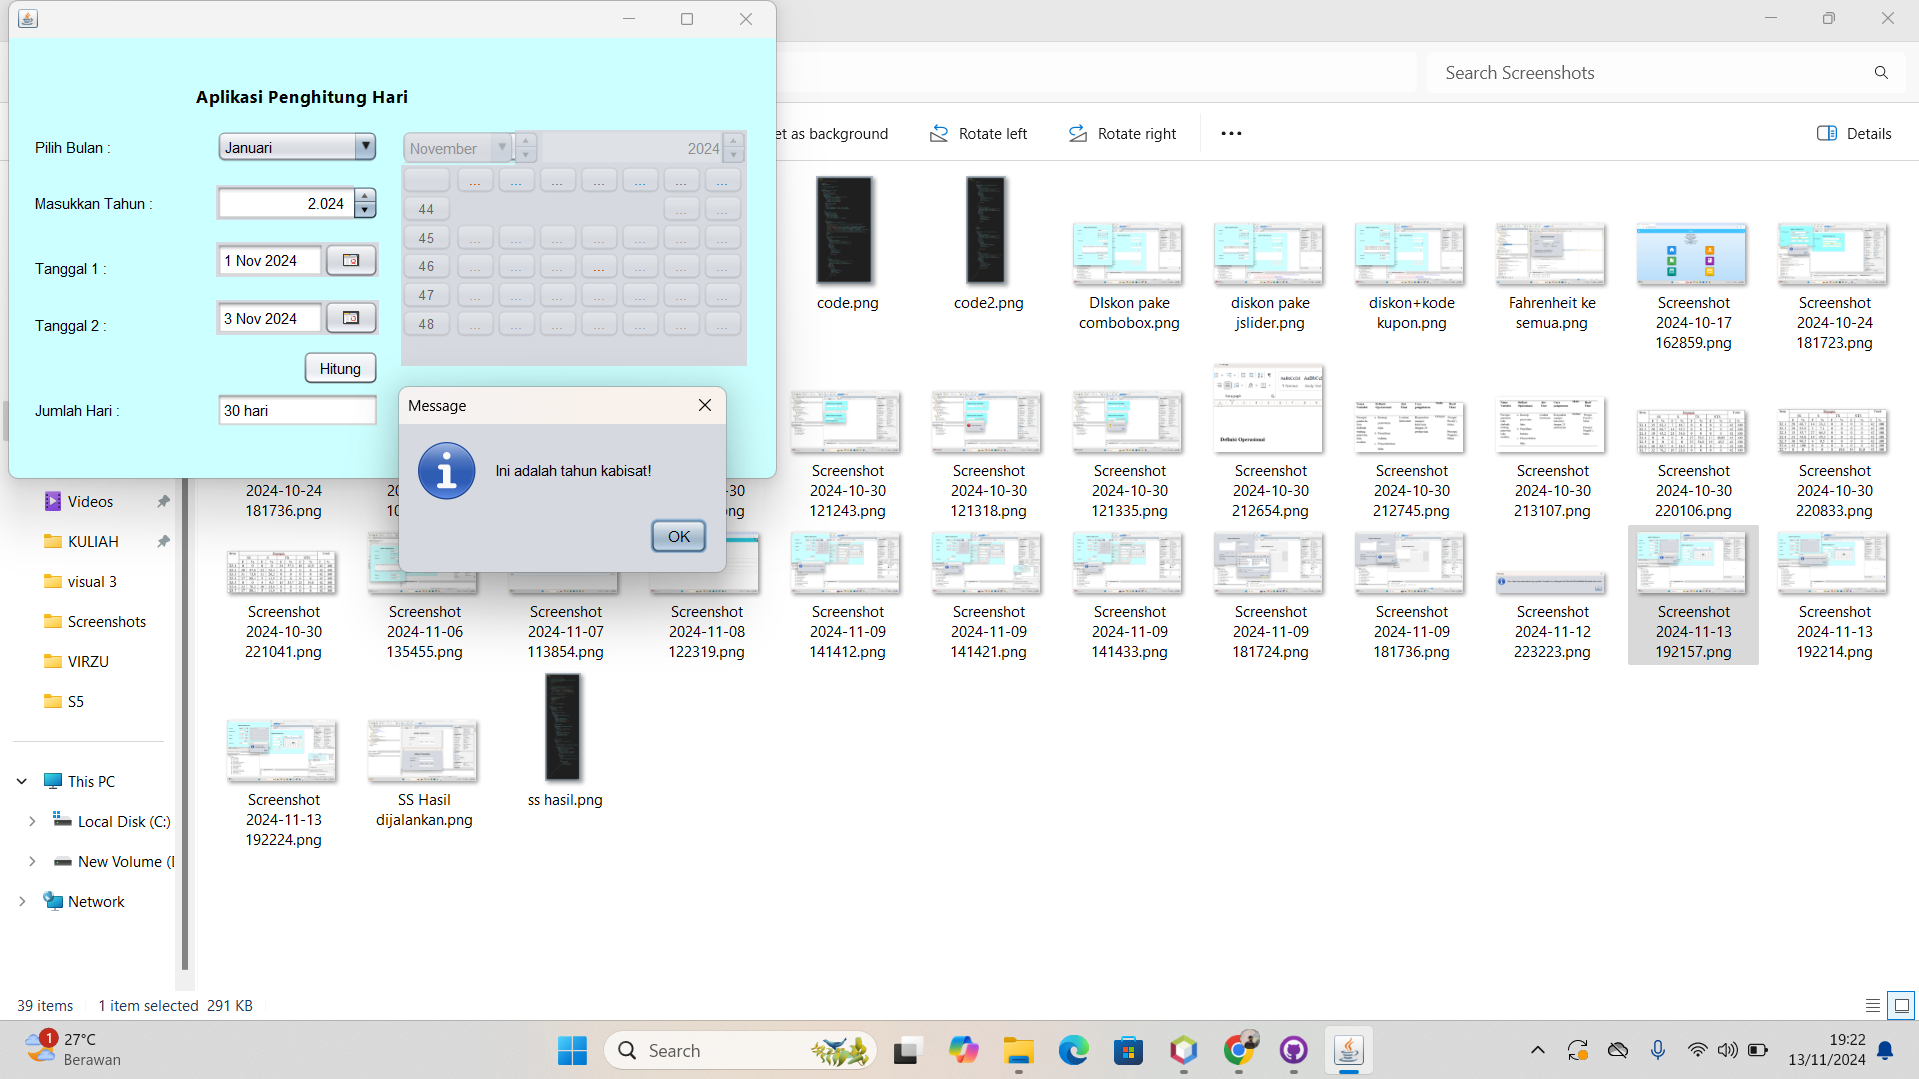 Aplikasi Penghitung Hari
Pilih Bulan :
Januari
November
2024
Masukkan Tahun :
2.024
Tanggal 1 :
1 Nov 2024
Tanggal 2 :
3 Nov 2024
Hitung
Jumlah Hari :
30 hari
... ... ... ... ... ... ...
44 ... ...
45 ... ... ... ... ... ... ...
46 ... ... ... ... ... ... ...
47 ... ... ... ... ... ... ...
48 ... ... ... ... ... ... ...
Message
Ini adalah tahun kabisat!
OK
Search Screenshots
et as background
Rotate left
Rotate right
Details
code.png
code2.png
DIskon pake
combobox.png
diskon pake
jslider.png
diskon+kode
kupon.png
Fahrenheit ke
semua.png
Screenshot
2024-10-17
162859.png
Screenshot
2024-10-24
181723.png
2024-10-24
181736.png
Screenshot
2024-10-30
121243.png
Screenshot
2024-10-30
121318.png
Screenshot
2024-10-30
121335.png
Screenshot
2024-10-30
212654.png
Screenshot
2024-10-30
212745.png
Screenshot
2024-10-30
213107.png
Screenshot
2024-10-30
220106.png
Screenshot
2024-10-30
220833.png
Screenshot
2024-10-30
221041.png
Screenshot
2024-11-06
135455.png
Screenshot
2024-11-07
113854.png
Screenshot
2024-11-08
122319.png
Screenshot
2024-11-09
141412.png
Screenshot
2024-11-09
141421.png
Screenshot
2024-11-09
141433.png
Screenshot
2024-11-09
181724.png
Screenshot
2024-11-09
181736.png
Screenshot
2024-11-12
223223.png
Screenshot
2024-11-13
192157.png
Screenshot
2024-11-13
192214.png
Screenshot
2024-11-13
192224.png
SS Hasil
dijalankan.png
ss hasil.png
Videos
KULIAH
visual 3
Screenshots
VIRZU
S5
This PC
Local Disk (C:)
New Volume (
Network
39 items
1 item selected 291 KB
1
27°C
Berawan
Search
19:22
13/11/2024